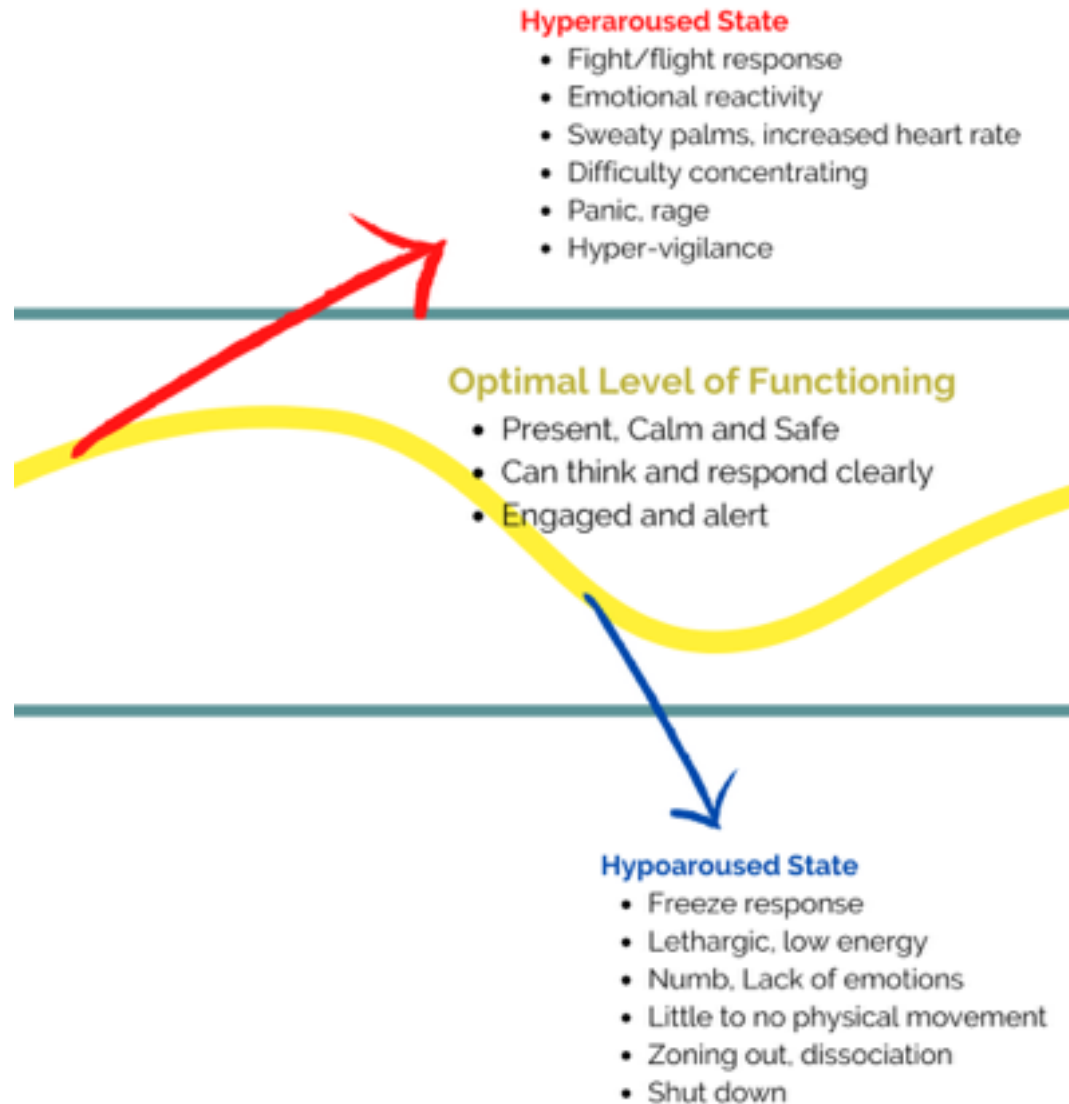 Hyperaroused State
• Fight/flight response
• Emotional reactivity
• Sweaty palms, increased heart rate
• Difficulty concentrating
• Panic, rage
• Hyper-vigilance
Optimal Level of Functioning
• Present, Calm and Safe
• Can think and respond clearly
• Engaged and alert
Hypoaroused State
• Freeze response
• Lethargic, low energy
• Numb, Lack of emotions
• Little to no physical movement
• Zoning out, dissociation
• Shut down